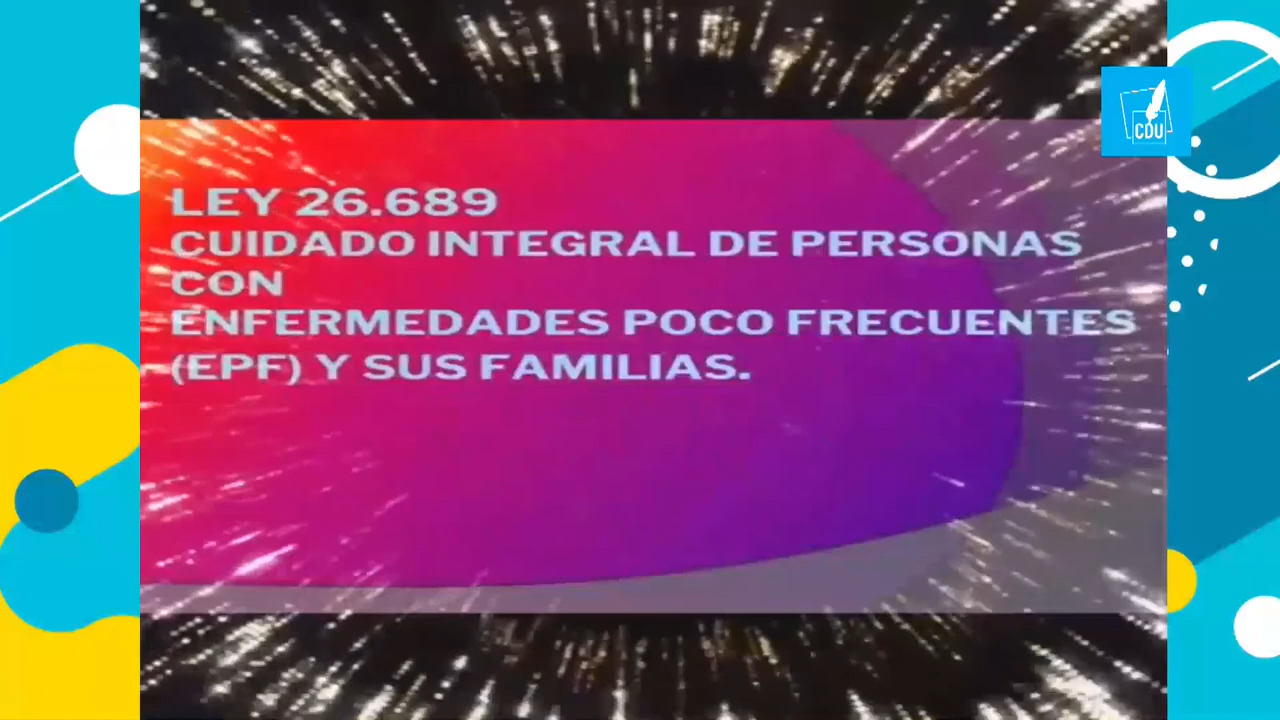 LEY 26.689
CUIDADO INTEGRAL DE PERSONAS
CON
ENFERMEDADES POCO FRECUENTES
(EPF) Y SUS FAMILIAS.
CDU